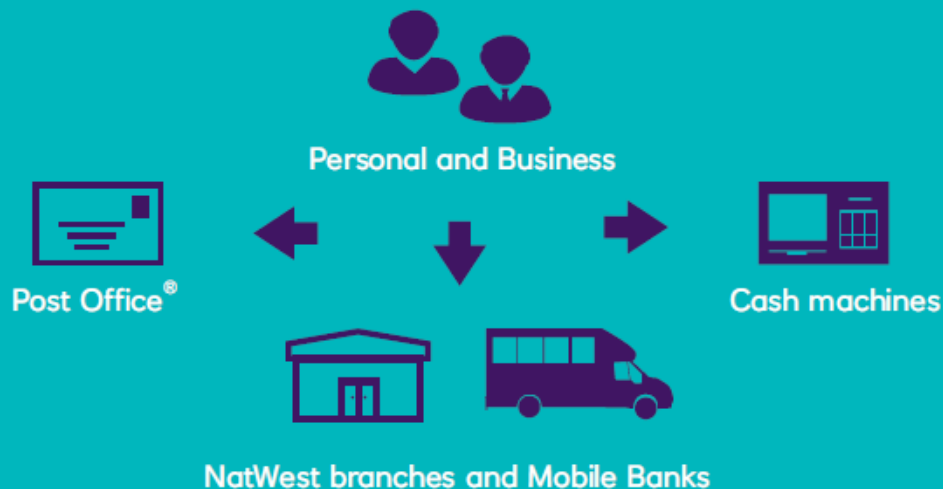 Personal and Business
Post Office®
Cash machines
NatWest branches and Mobile Banks